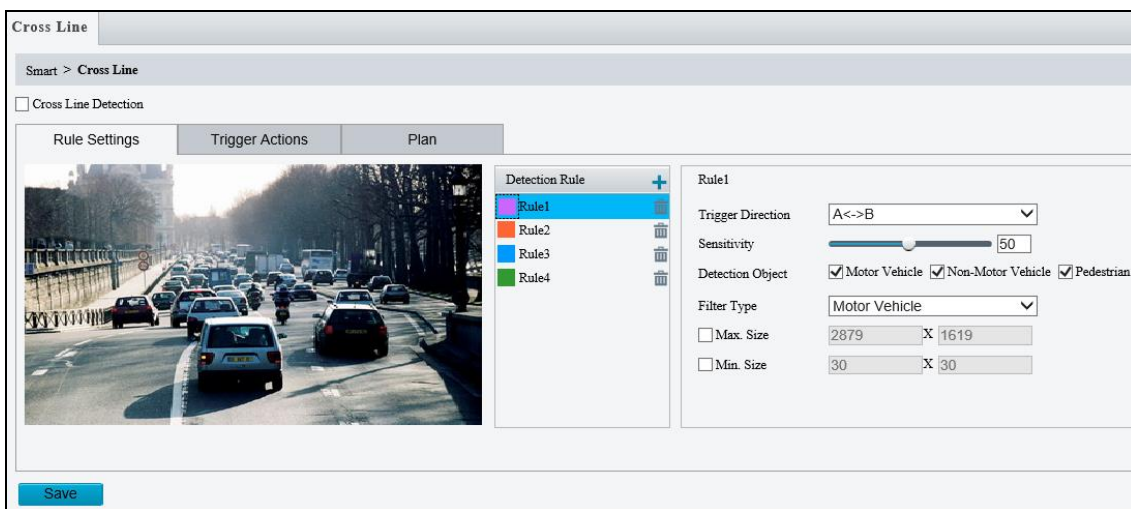 Cross Line
Smart > Cross Line
Cross Line Detection
Rule Settings Trigger Actions Plan
Detection Rule +
Rule1
Rule2
Rule3
Rule4
Rule1
Trigger Direction A<->B
Sensitivity 50
Detection Object Motor Vehicle Non-Motor Vehicle Pedestrian
Filter Type Motor Vehicle
Max. Size 2879 X 1619
Min. Size 30 X 30
Save